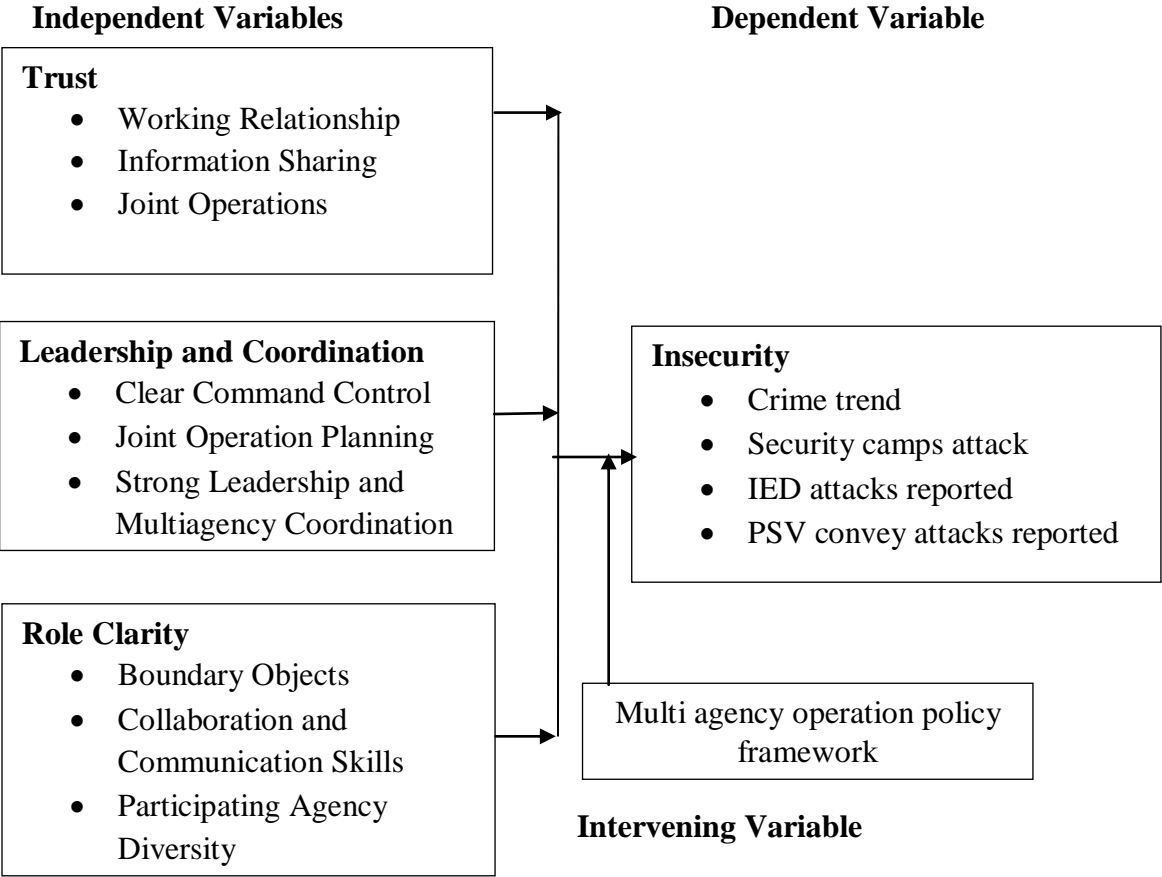 Independent Variables
Dependent Variable
Trust
• Working Relationship
• Information Sharing
• Joint Operations
Leadership and Coordination
• Clear Command Control
• Joint Operation Planning
• Strong Leadership and
Multiagency Coordination
Insecurity
• Crime trend
• Security camps attack
• IED attacks reported
• PSV convey attacks reported
Role Clarity
• Boundary Objects
• Collaboration and
Communication Skills
• Participating Agency
Diversity
Multi agency operation policy
framework
Intervening Variable